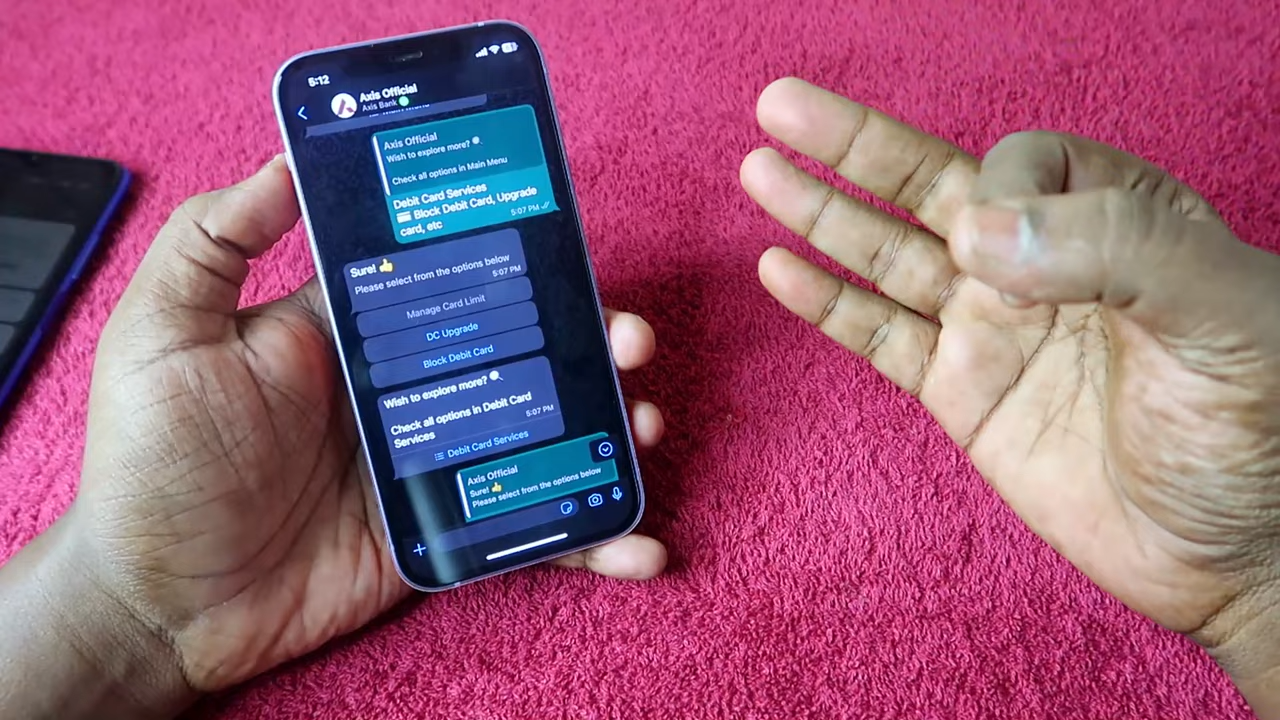 5:12
Axis Official
Axis Bank
Axis Official
Wish to explore more? 🔍
Check all options in Main Menu
Debit Card Services
💳 Block Debit Card, Upgrade
card, etc
5:07 PM
Sure! 👍
Please select from the options below
5:07 PM
Manage Card Limit
DC Upgrade
Block Debit Card
Wish to explore more? 🔍
Check all options in Debit Card
Services
5:07 PM
Debit Card Services
Axis Official
Sure! 👍
Please select from the options below